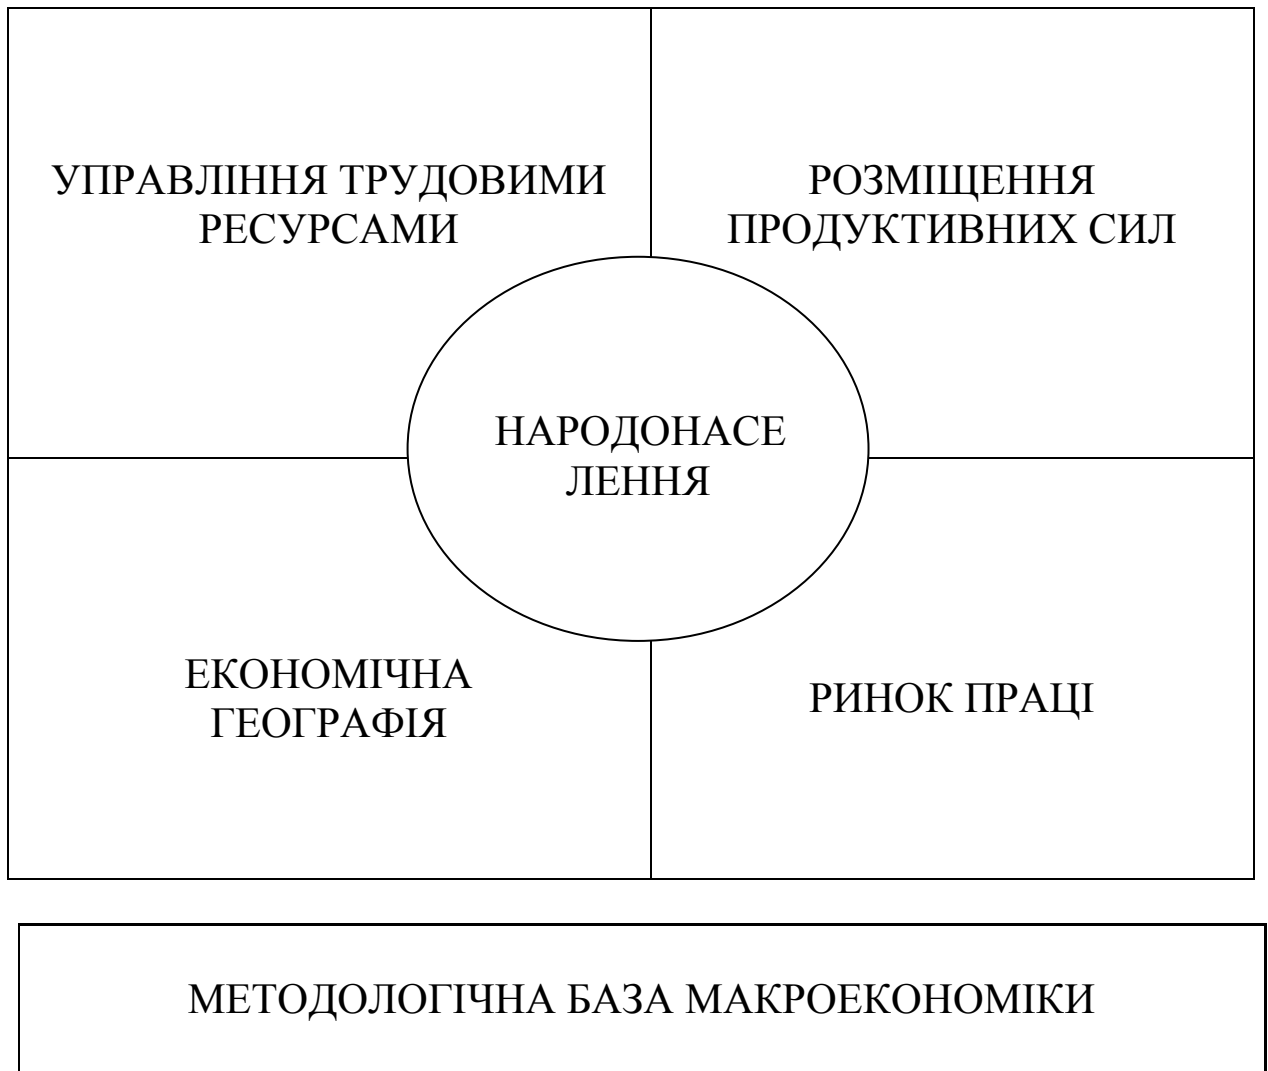 УПРАВЛІННЯ ТРУДОВИМИ
РЕСУРСАМИ
РОЗМІЩЕННЯ
ПРОДУКТИВНИХ СИЛ
НАРОДОНАСЕ
ЛЕННЯ
ЕКОНОМІЧНА
ГЕОГРАФІЯ
РИНОК ПРАЦІ
МЕТОДОЛОГІЧНА БАЗА МАКРОЕКОНОМІКИ